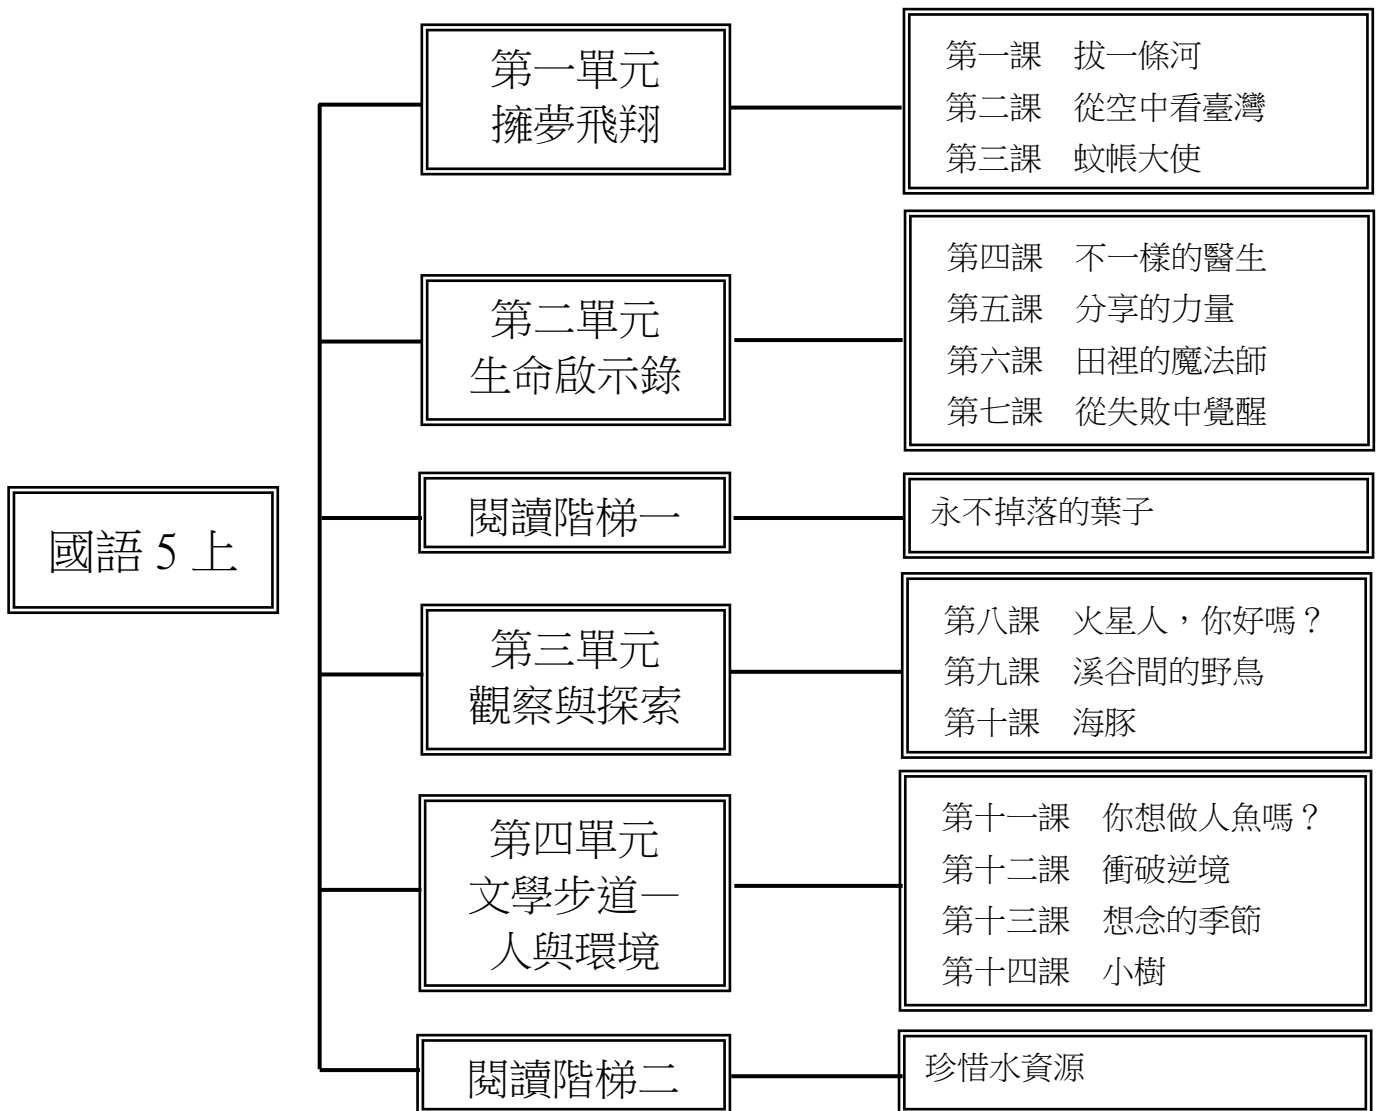 國語 5 上
第一單元
擁夢飛翔
第一課　拔一條河
第二課　從空中看臺灣
第三課　蚊帳大使
第二單元
生命啟示錄
第四課　不一樣的醫生
第五課　分享的力量
第六課　田裡的魔法師
第七課　從失敗中覺醒
閱讀階梯一
永不掉落的葉子
第三單元
觀察與探索
第八課　火星人，你好嗎？
第九課　溪谷間的野鳥
第十課　海豚
第四單元
文學步道—
人與環境
第十一課　你想做人魚嗎？
第十二課　衝破逆境
第十三課　想念的季節
第十四課　小樹
閱讀階梯二
珍惜水資源